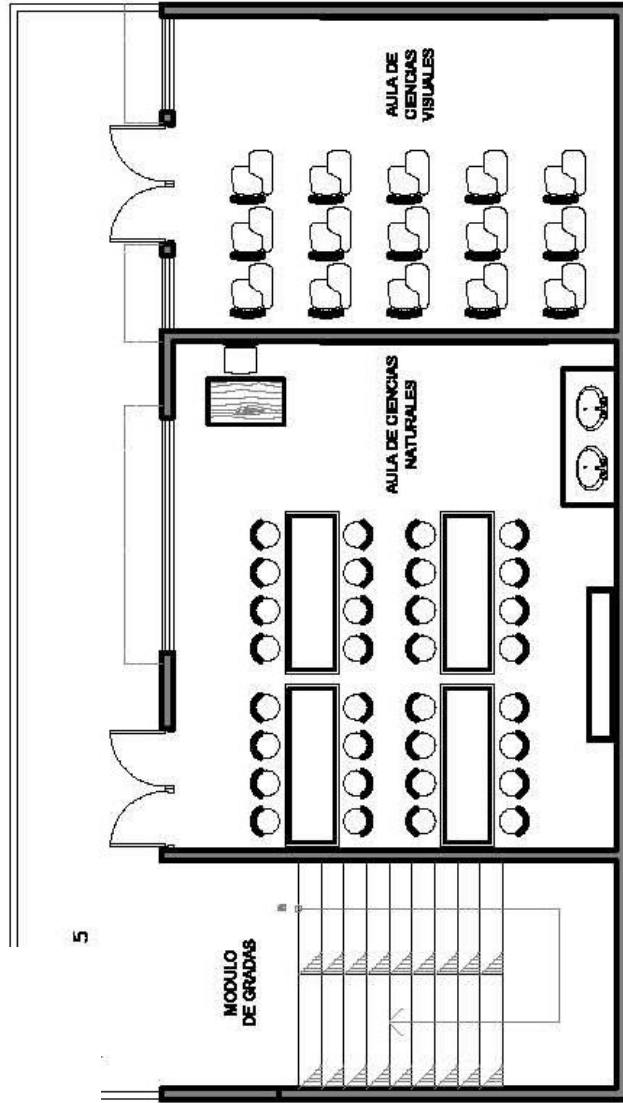 AULA DE
CIENCIAS
VISUALES
AULA DE CIENCIAS
NATURALES
5
MODULO
DE GRADAS